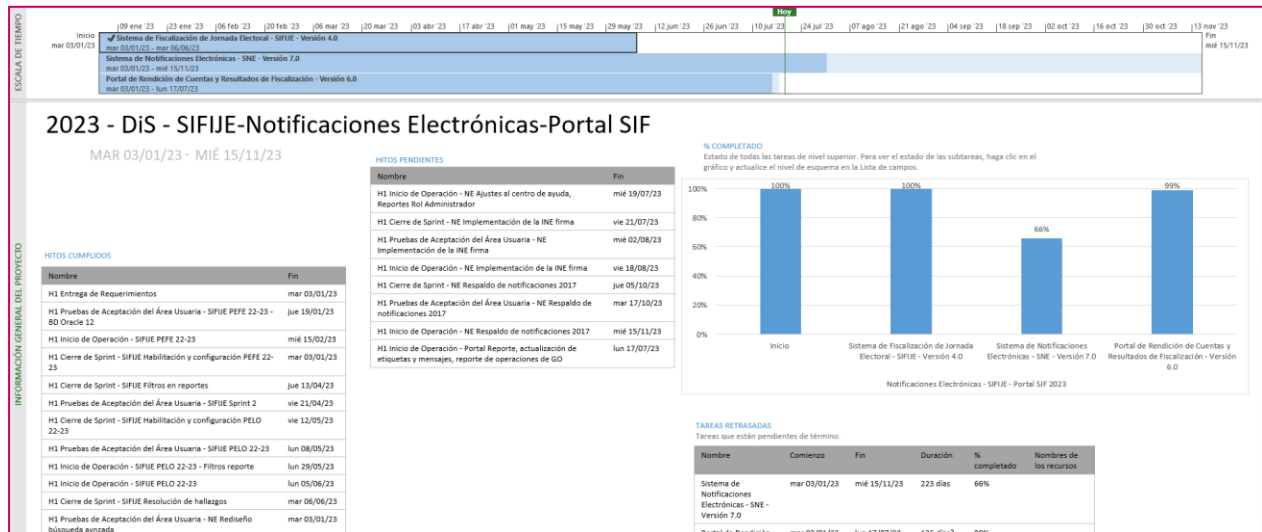 Hoy
|09 ene '23 |23 ene '23 |06 feb '23 |20 feb '23 |06 mar '23 |20 mar '23 |03 abr '23 |17 abr '23 |01 may '23 |15 may '23 |29 may '23 |12 jun '23 |26 jun '23 |10 jul '23 |24 jul '23 |07 ago '23 |21 ago '23 |04 sep '23 |18 sep '23 |02 oct '23 |16 oct '23 |30 oct '23 |13 nov '23
ESCALA DE TIEMPO
Inicio
mar 03/01/23
Sistema de Fiscalización de Jornada Electoral - SIFIJE - Versión 4.0
mar 03/01/23 - mar 06/06/23
Sistema de Notificaciones Electrónicas - SNE - Versión 7.0
mar 03/01/23 - mié 15/11/23
Portal de Rendición de Cuentas y Resultados de Fiscalización - Versión 6.0
mar 03/01/23 - lun 17/07/23
Fin
mié 15/11/23
INFORMACIÓN GENERAL DEL PROYECTO
2023 - DiS - SIFIJE-Notificaciones Electrónicas-Portal SIF
MAR 03/01/23 - MIÉ 15/11/23
HITOS CUMPLIDOS
Nombre Fin
H1 Entrega de Requerimientos mar 03/01/23
H1 Pruebas de Aceptación del Área Usuaria - SIFIJE PEFE 22-23 - jue 19/01/23
BD Oracle 12
H1 Inicio de Operación - SIFIJE PEFE 22-23 mié 15/02/23
H1 Cierre de Sprint - SIFIJE Habilitación y configuración PEFE 22- mar 03/01/23
23
H1 Cierre de Sprint - SIFIJE Filtros en reportes jue 13/04/23
H1 Pruebas de Aceptación del Área Usuaria - SIFIJE Sprint 2 vie 21/04/23
H1 Cierre de Sprint - SIFIJE Habilitación y configuración PELO vie 12/05/23
22-23
H1 Pruebas de Aceptación del Área Usuaria - SIFIJE PELO 22-23 lun 08/05/23
H1 Inicio de Operación - SIFIJE PELO 22-23 - Filtros reporte lun 29/05/23
H1 Inicio de Operación - SIFIJE PELO 22-23 lun 05/06/23
H1 Cierre de Sprint - SIFIJE Resolución de hallazgos mar 06/06/23
H1 Pruebas de Aceptación del Área Usuaria - NE Rediseño mar 03/01/23
búsqueda avnzada
HITOS PENDIENTES
Nombre Fin
H1 Inicio de Operación - NE Ajustes al centro de ayuda, mié 19/07/23
Reportes Rol Administrador
H1 Cierre de Sprint - NE Implementación de la INE firma vie 21/07/23
H1 Pruebas de Aceptación del Área Usuaria - NE mié 02/08/23
Implementación de la INE firma
H1 Inicio de Operación - NE Implementación de la INE firma vie 18/08/23
H1 Cierre de Sprint - NE Respaldo de notificaciones 2017 jue 05/10/23
H1 Pruebas de Aceptación del Área Usuaria - NE Respaldo de mar 17/10/23
notificaciones 2017
H1 Inicio de Operación - NE Respaldo de notificaciones 2017 mié 15/11/23
H1 Inicio de Operación - Portal Reporte, actualización de lun 17/07/23
etiquetas y mensajes, reporte de operaciones de GO
% COMPLETADO
Estado de todas las tareas de nivel superior. Para ver el estado de las subtareas, haga clic en el
gráfico y actualice el nivel de esquema en la Lista de campos.
100% 100% 66% 99%
100%
80%
60%
40%
20%
0%
Inicio
Sistema de Fiscalización de Jornada
Electoral - SIFIJE - Versión 4.0
Sistema de Notificaciones
Electrónicas - SNE - Versión 7.0
Portal de Rendición de Cuentas y
Resultados de Fiscalización - Versión
6.0
Notificaciones Electrónicas - SIFIJE - Portal SIF 2023
TAREAS RETRASADAS
Tareas que están pendientes de término.
Nombre Comienzo Fin Duración % completado Nombres de los recursos
Sistema de mar 03/01/23 mié 15/11/23 223 días 66%
Notificaciones
Electrónicas - SNE -
Versión 7.0